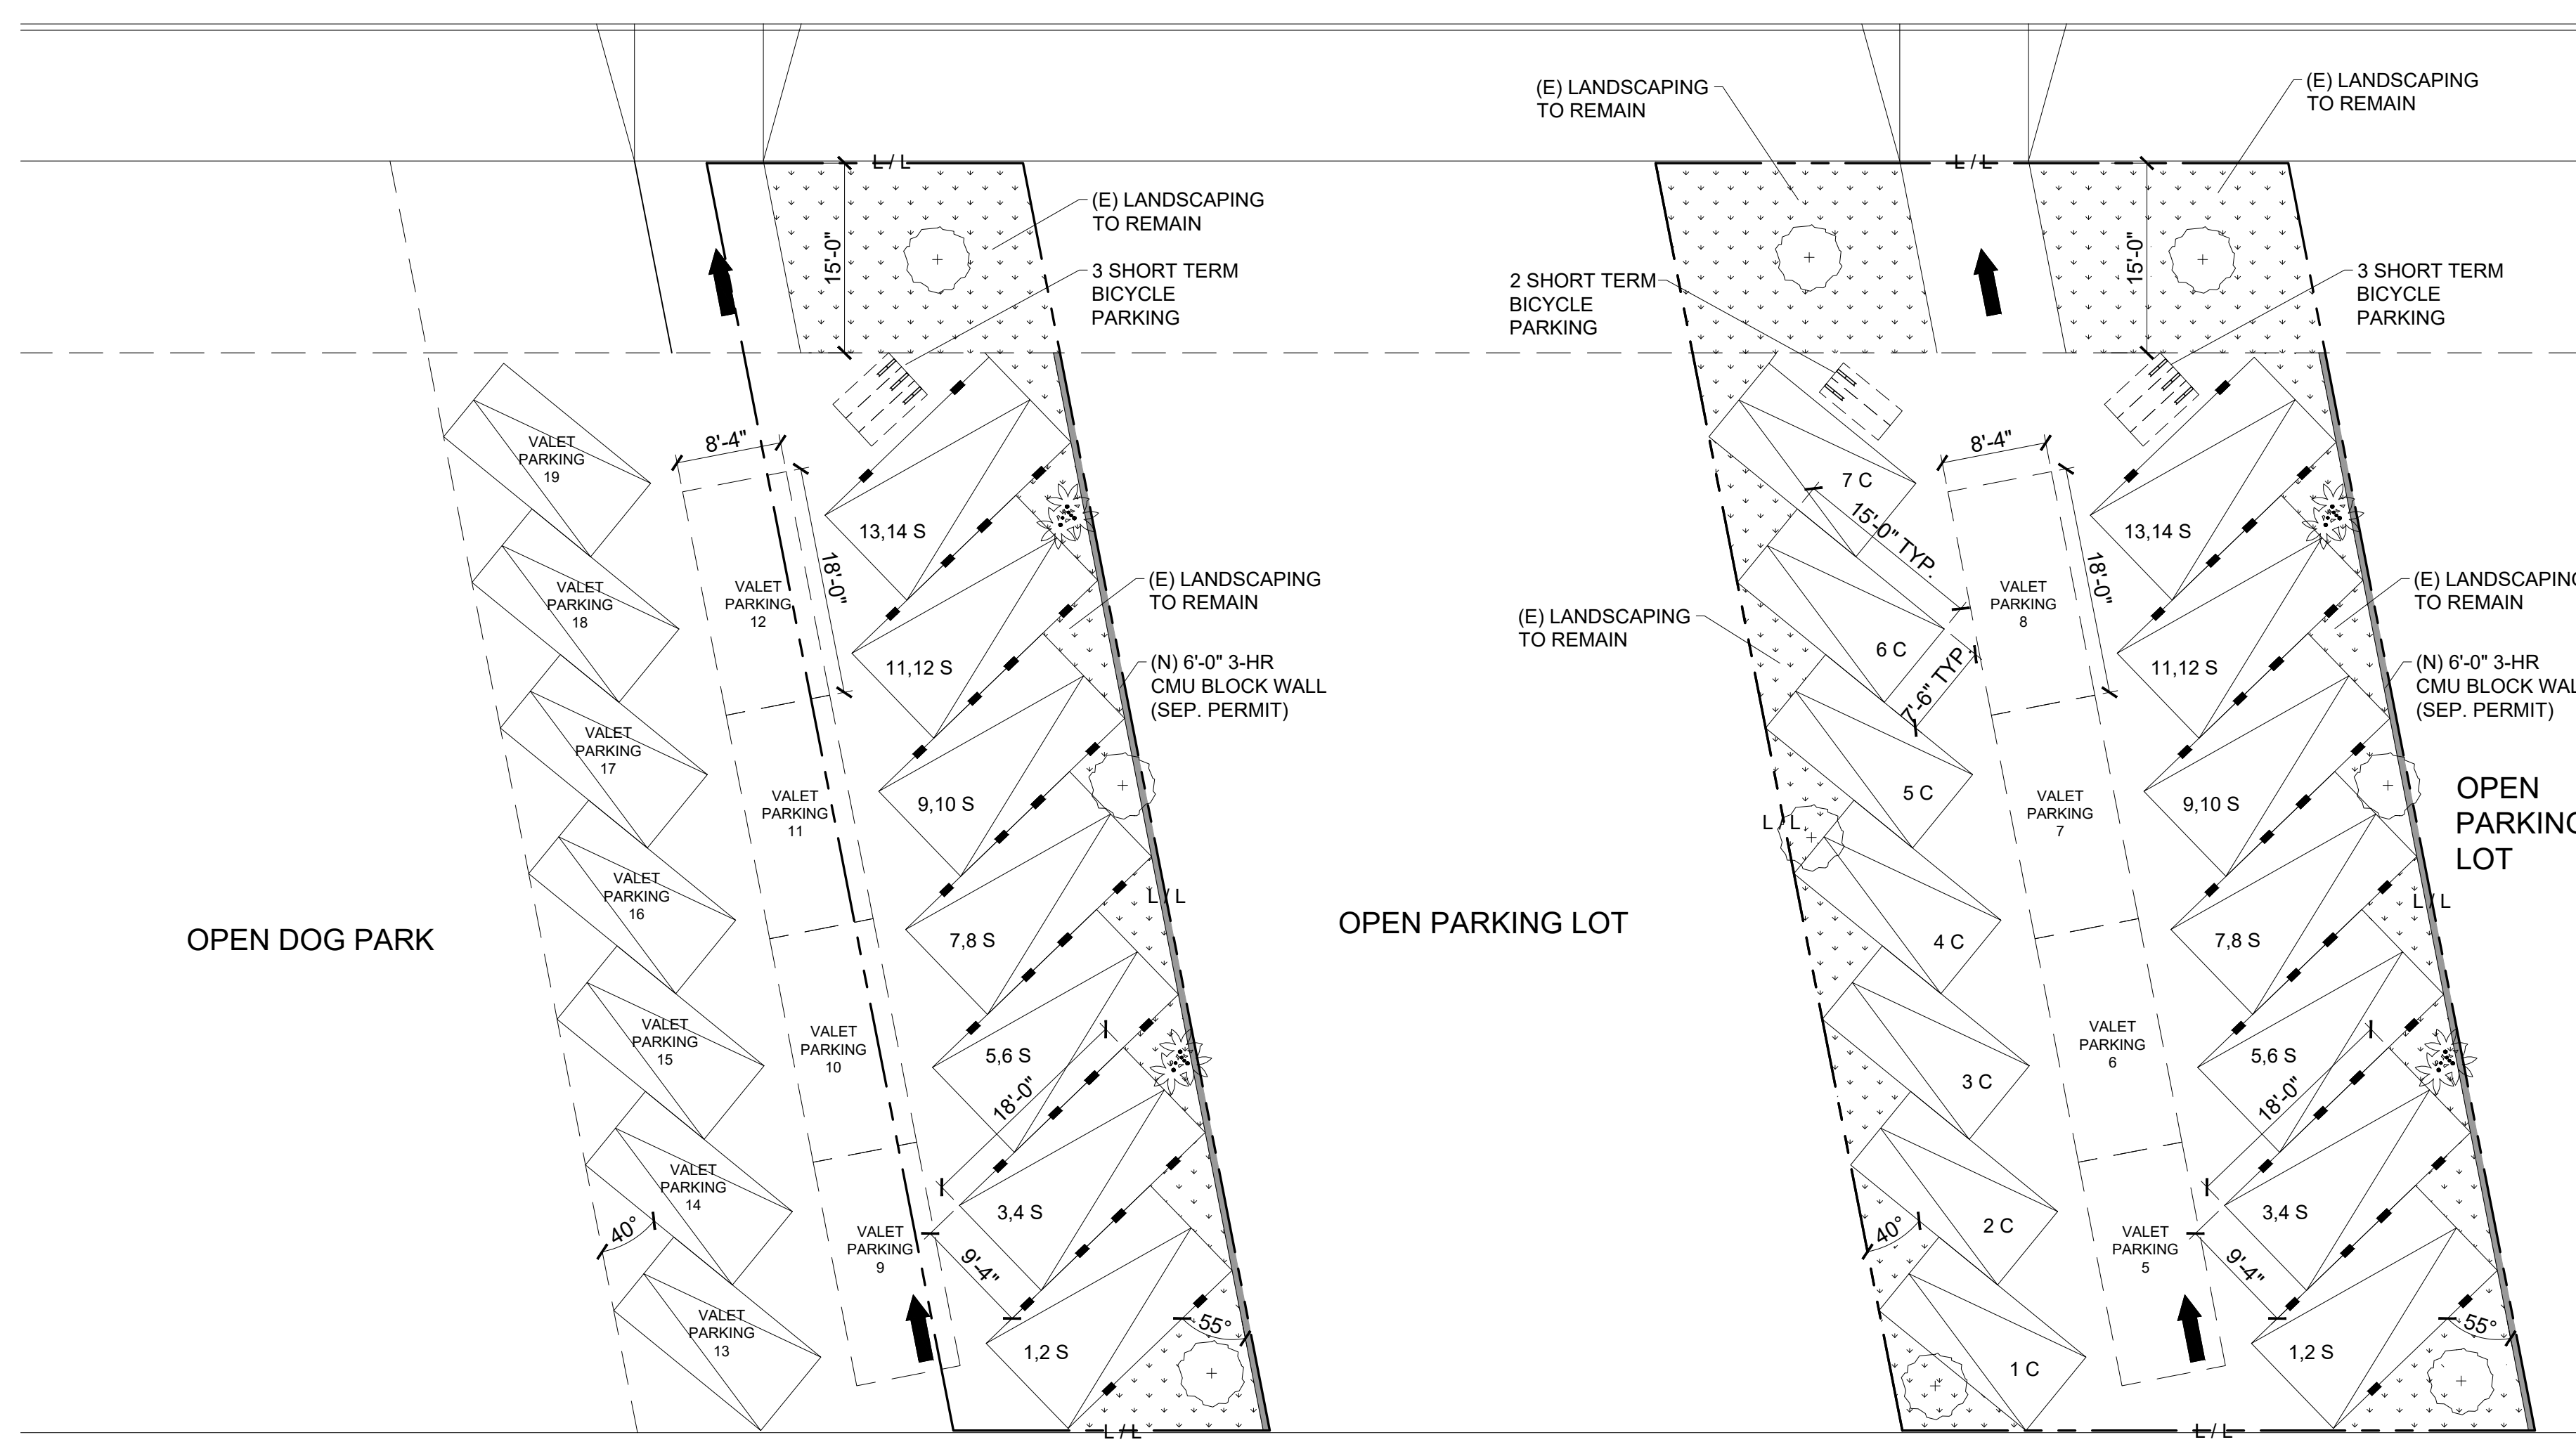 (E) LANDSCAPING
TO REMAIN
(E) LANDSCAPING
TO REMAIN
L / L
L / L
(E) LANDSCAPING
TO REMAIN
15'-0"
15'-0"
3 SHORT TERM
BICYCLE
PARKING
2 SHORT TERM
BICYCLE
PARKING
3 SHORT TERM
BICYCLE
PARKING
VALET
PARKING
19
8'-4"
13,14 S
18'-0"
VALET
PARKING
18
VALET
PARKING
12
11,12 S
(E) LANDSCAPING
TO REMAIN
(N) 6'-0" 3-HR
CMU BLOCK WALL
(SEP. PERMIT)
VALET
PARKING
17
VALET
PARKING
11
9,10 S
VALET
PARKING
16
7,8 S
L / L
OPEN DOG PARK
OPEN PARKING LOT
VALET
PARKING
15
VALET
PARKING
10
5,6 S
18'-0"
VALET
PARKING
14
3,4 S
40°
VALET
PARKING
9
9'-4"
VALET
PARKING
13
1,2 S
55°
L / L
7 C
15'-0" TYP.
8'-4"
13,14 S
18'-0"
(E) LANDSCAPING
TO REMAIN
6 C
7'-6" TYP.
VALET
PARKING
8
11,12 S
(E) LANDSCAPING
TO REMAIN
(N) 6'-0" 3-HR
CMU BLOCK WAL
(SEP. PERMIT)
5 C
VALET
PARKING
7
9,10 S
OPEN
PARKING
LOT
L / L
4 C
7,8 S
L / L
3 C
VALET
PARKING
6
5,6 S
18'-0"
2 C
40°
VALET
PARKING
5
3,4 S
9'-4"
1 C
1,2 S
55°
L / L